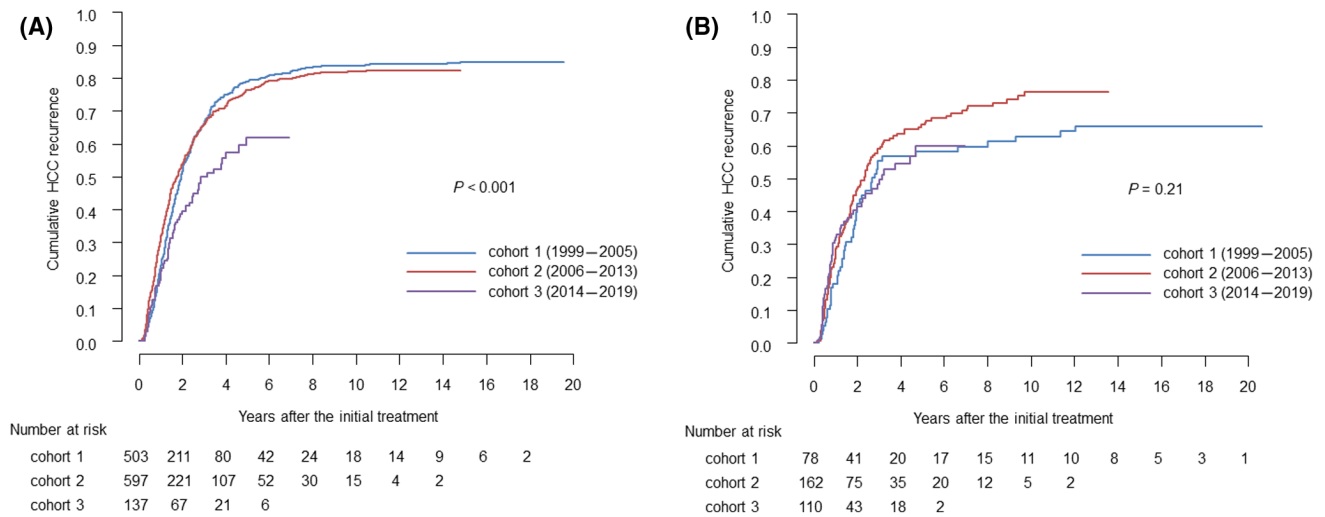 (A)
Cumulative HCC recurrence
1.0
0.9
0.8
0.7
0.6
0.5
0.4
0.3
0.2
0.1
0.0
P < 0.001
cohort 1 (1999—2005)
cohort 2 (2006—2013)
cohort 3 (2014—2019)
0 2 4 6 8 10 12 14 16 18 20
Years after the initial treatment
Number at risk
cohort 1 503 211 80 42 24 18 14 9 6 2
cohort 2 597 221 107 52 30 15 4 2
cohort 3 137 67 21 6
(B)
Cumulative HCC recurrence
1.0
0.9
0.8
0.7
0.6
0.5
0.4
0.3
0.2
0.1
0.0
P = 0.21
cohort 1 (1999—2005)
cohort 2 (2006—2013)
cohort 3 (2014—2019)
0 2 4 6 8 10 12 14 16 18 20
Years after the initial treatment
Number at risk
cohort 1 78 41 20 17 15 11 10 8 5 3 1
cohort 2 162 75 35 20 12 5 2
cohort 3 110 43 18 2